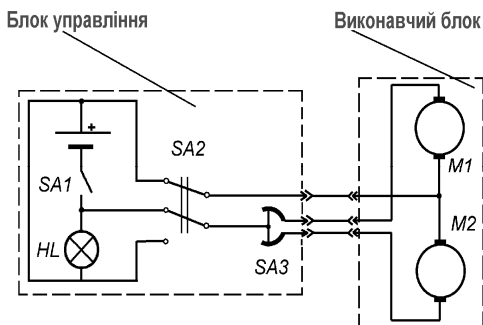 Блок управління
Виконавчий блок
+
SA2
SA1
M1
M2
HL
SA3